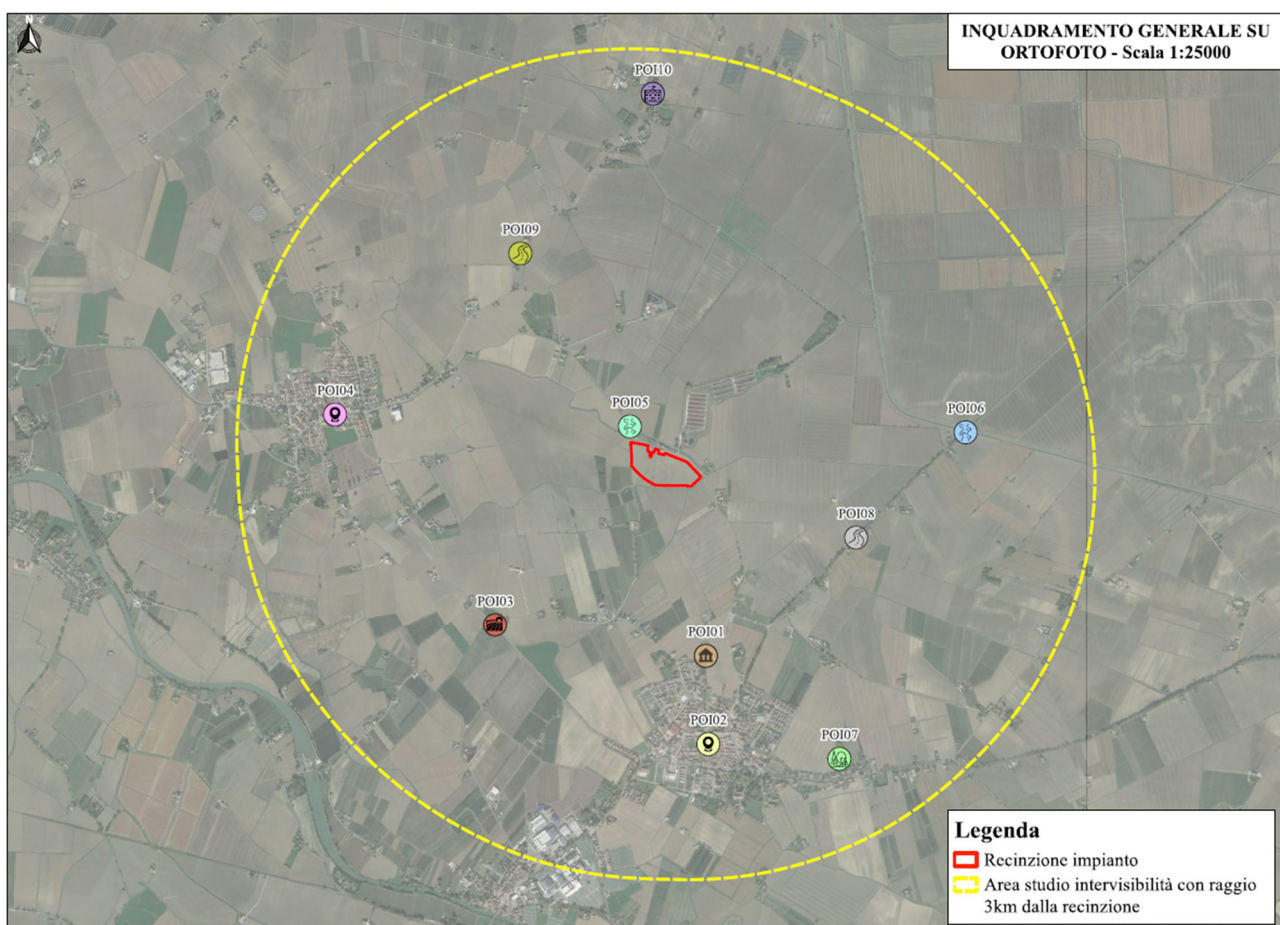 N
INQUADRAMENTO GENERALE SU
ORTOFOTO - Scala 1:25000
POI10
POI09
POI04
POI05
POI06
POI08
POI03
POI01
POI02
POI07
Legenda
Recinzione impianto
Area studio intervisibilità con raggio
3km dalla recinzione